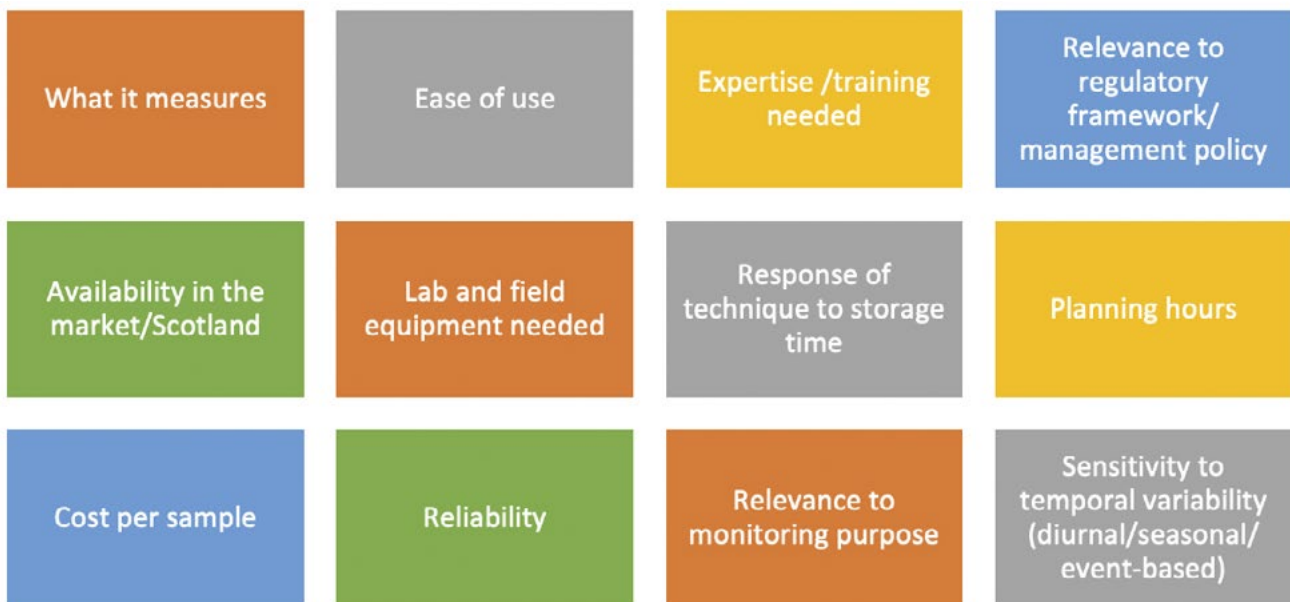 What it measures
Ease of use
Expertise /training
needed
Relevance to
regulatory
framework/
management policy
Availability in the
market/Scotland
Lab and field
equipment needed
Response of
technique to storage
time
Planning hours
Cost per sample
Reliability
Relevance to
monitoring purpose
Sensitivity to
temporal variability
(diurnal/seasonal/
event-based)